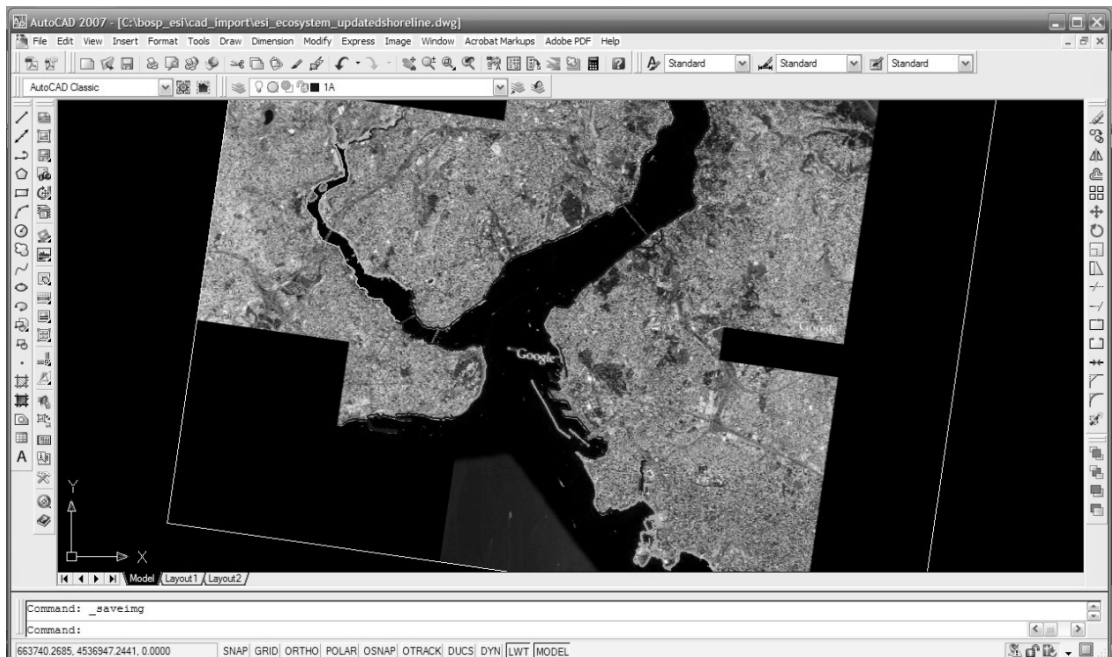 AutoCAD 2007 - [C:\bosp_esi\cad_import\esi_ecosystem_updatedshoreline.dwg]
File Edit View Insert Format Tools Draw Dimension Modify Express Image Window Acrobat Markups Adobe PDF Help
Standard Standard Standard
AutoCAD Classic 1A
Google
Google
Y
X
A
Model Layout1 Layout2
Command: _saveimg
Command:
663740.2685, 4536947.2441, 0.0000 SNAP GRID ORTHO POLAR OSNAP OTRACK DUCS DYN LWT MODEL